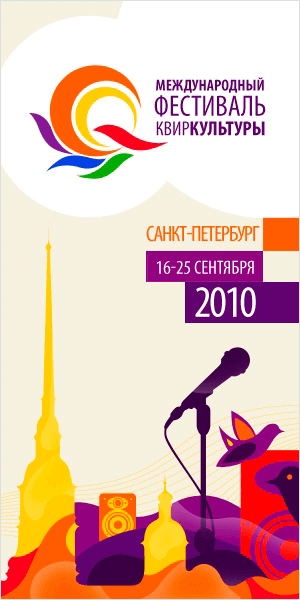 МЕЖДУНАРОДНЫЙ
ФЕСТИВАЛЬ
КВИРКУЛЬТУРЫ
САНКТ-ПЕТЕРБУРГ
16-25 СЕНТЯБРЯ
2010